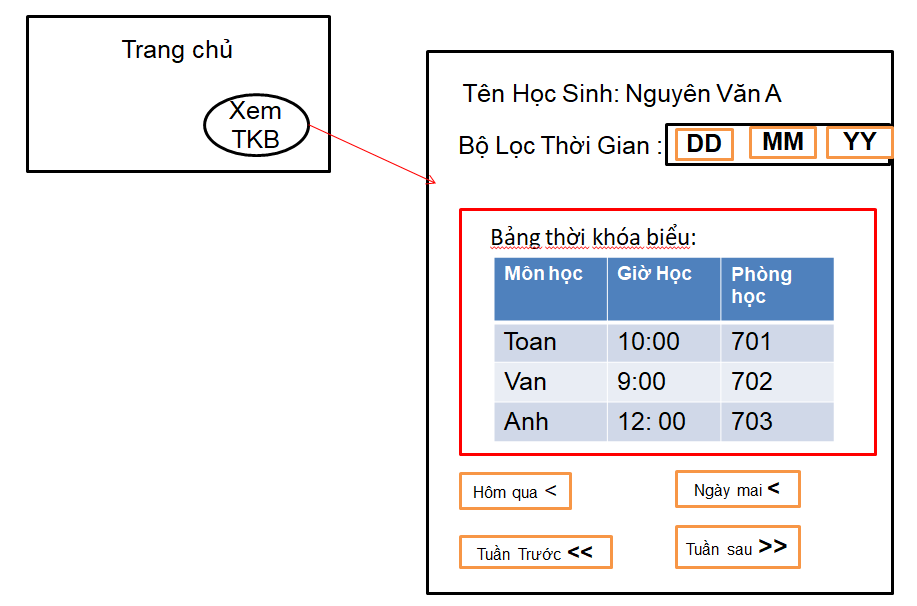 Trang chủ
Xem
TKB
Tên Học Sinh: Nguyên Văn A
Bộ Lọc Thời Gian : DD MM YY
Bảng thời khóa biểu:
Môn học Giờ Học Phòng học
Toan 10:00 701
Van 9:00 702
Anh 12: 00 703
Hôm qua < Ngày mai <
Tuần Trước << Tuần sau >>